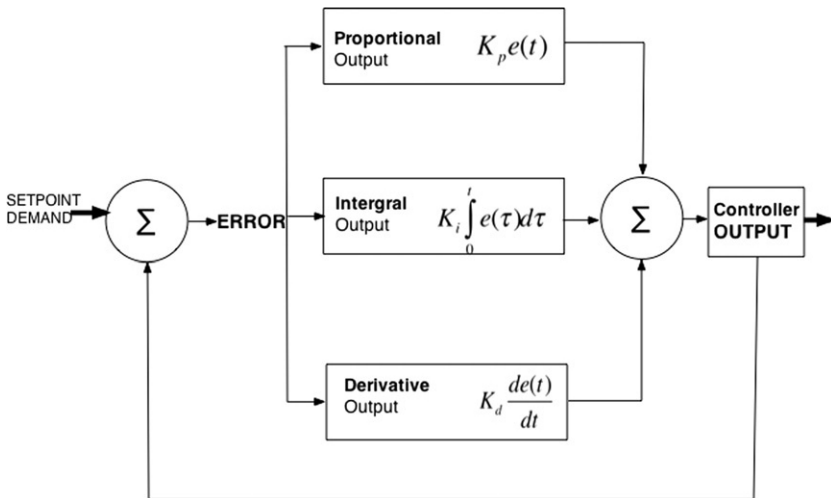 Proportional
Output K_p e(t)
SETPOINT
DEMAND
Σ
ERROR
Intergral
Output K_i ∫_0^t e(τ)dτ
Σ
Controller
OUTPUT
Derivative
Output K_d de(t)/dt